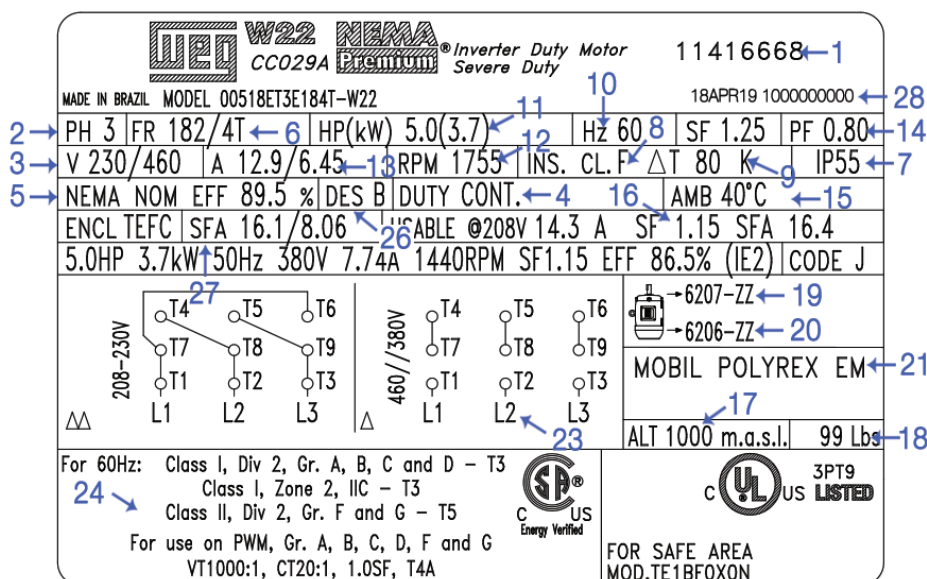 WEG W22 NEMA
CC029A Premium ® Inverter Duty Motor
Severe Duty
11416668 1
MADE IN BRAZIL MODEL 00518ET3E184T-W22
18APR19 1000000000 28
2 PH 3 FR 182/4T 6 HP(kW) 5.0(3.7) 11 10 Hz 60 SF 1.25 PF 0.80 14
3 V 230/460 A 12.9/6.45 13 RPM 1755 12 INS. CL. F 8 Δ T 80 K 9 IP55 7
5 NEMA NOM EFF 89.5 % DES B 26 DUTY CONT. 4 AMB 40°C 15
ENCL TEFC SFA 16.1/8.06 27 USABLE @208V 14.3 A SF 1.15 16 SFA 16.4
5.0HP 3.7kW 50Hz 380V 7.74A 1440RPM SF1.15 EFF 86.5% (IE2) CODE J
208-230V
T4 T5 T6
T7 T8 T9
T1 T2 T3
L1 L2 L3
ΔΔ
460//380V
T4 T5 T6
T7 T8 T9
T1 T2 T3
L1 L2 L3
Δ
23
6207-ZZ 19
6206-ZZ 20
MOBIL POLYREX EM 21
17
ALT 1000 m.a.s.l. 99 Lbs 18
For 60Hz: Class I, Div 2, Gr. A, B, C and D - T3
24 Class I, Zone 2, IIC - T3
Class II, Div 2, Gr. F and G - T5
For use on PWM, Gr. A, B, C, D, F and G
VT1000:1, CT20:1, 1.0SF, T4A
SA ®
C US
Energy Verified
C UL ® US 3PT9
LISTED
FOR SAFE AREA
MOD.TE1BF0X0N